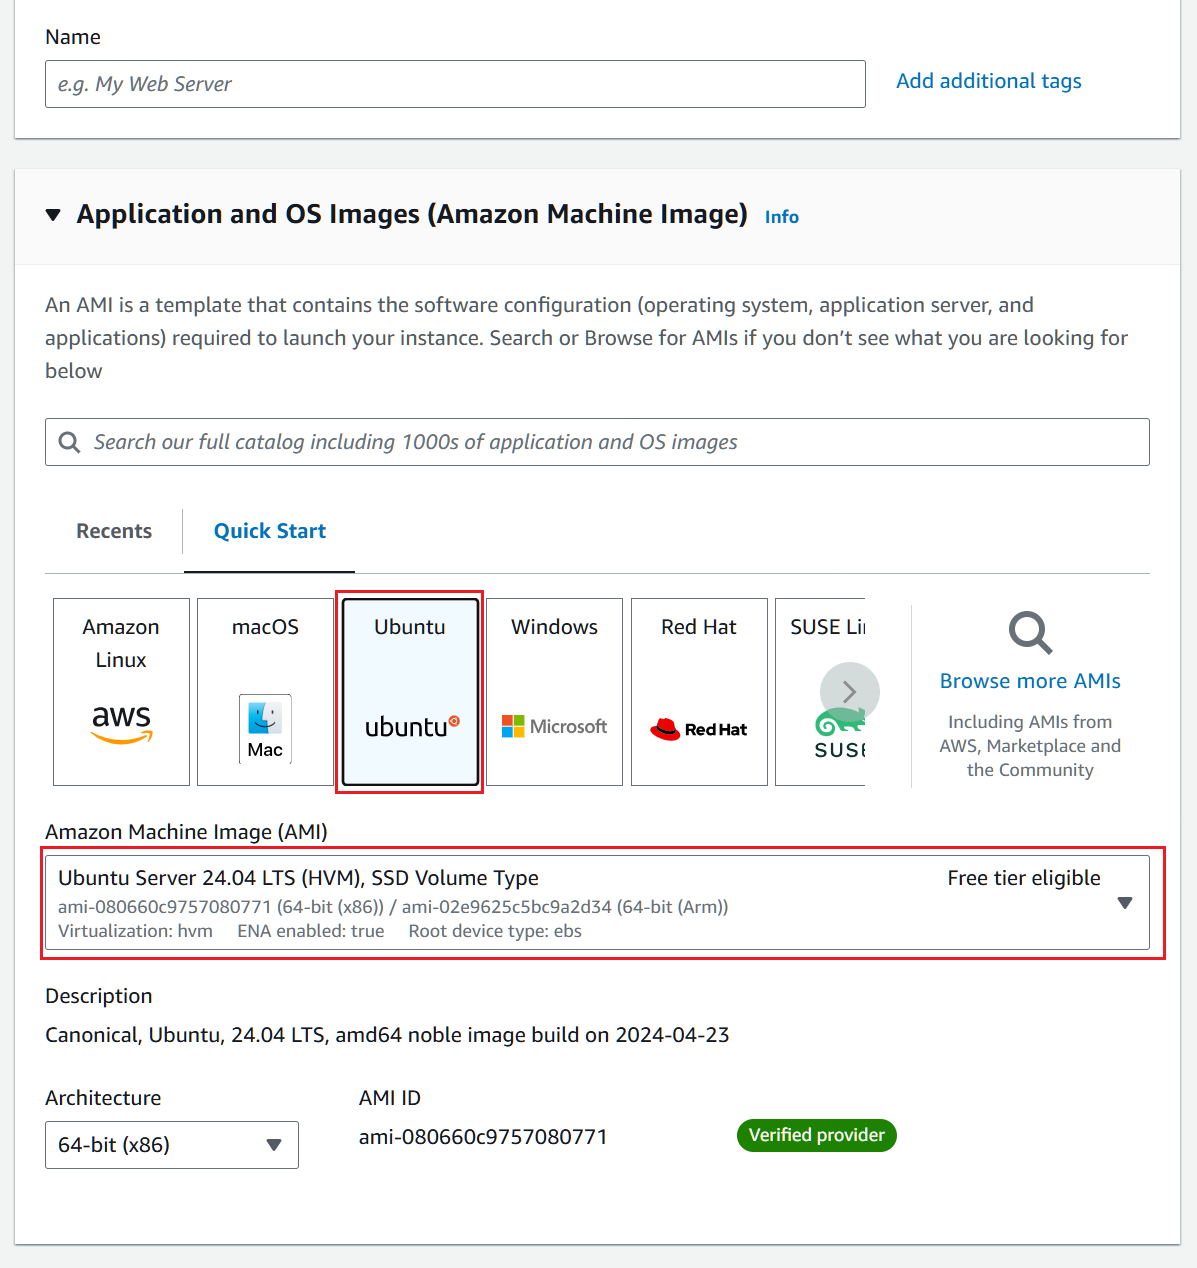 Name
e.g. My Web Server
Add additional tags
Application and OS Images (Amazon Machine Image) Info
An AMI is a template that contains the software configuration (operating system, application server, and
applications) required to launch your instance. Search or Browse for AMIs if you don’t see what you are looking for
below
Search our full catalog including 1000s of application and OS images
Recents
Quick Start
Amazon
Linux
aws
macOS
Mac
Ubuntu
ubuntu
Windows
Microsoft
Red Hat
Red Hat
SUSE Li
SUSE
Browse more AMIs
Including AMIs from
AWS, Marketplace and
the Community
Amazon Machine Image (AMI)
Ubuntu Server 24.04 LTS (HVM), SSD Volume Type
Free tier eligible
ami-080660c9757080771 (64-bit (x86)) / ami-02e9625c5bc9a2d34 (64-bit (Arm))
Virtualization: hvm ENA enabled: true Root device type: ebs
Description
Canonical, Ubuntu, 24.04 LTS, amd64 noble image build on 2024-04-23
Architecture
64-bit (x86)
AMI ID
ami-080660c9757080771
Verified provider